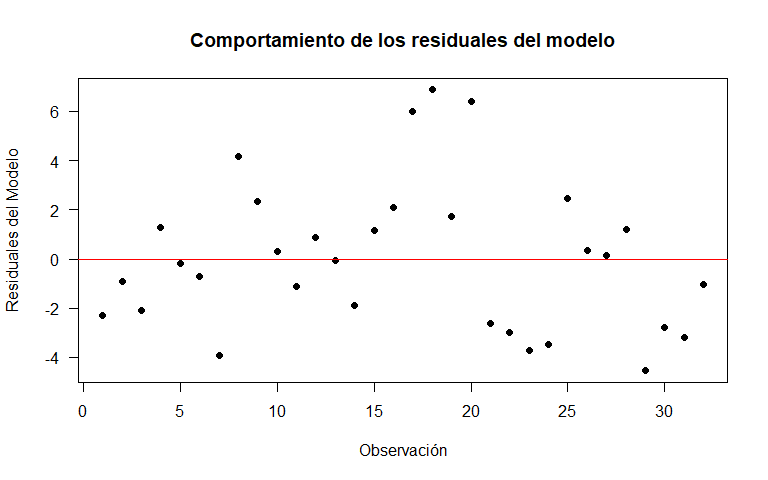 Comportamiento de los residuales del modelo
Residuales del Modelo
6
4
2
0
-2
-4
0 5 10 15 20 25 30
Observación